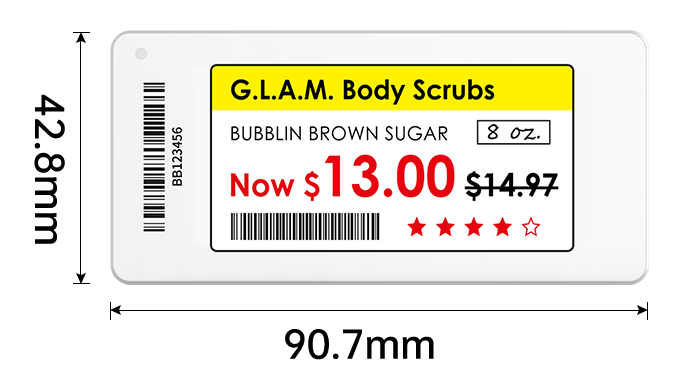 G.L.A.M. Body Scrubs
BUBBLIN BROWN SUGAR 8 oz.
Now $13.00 $14.97
BB123456
42.8mm
90.7mm